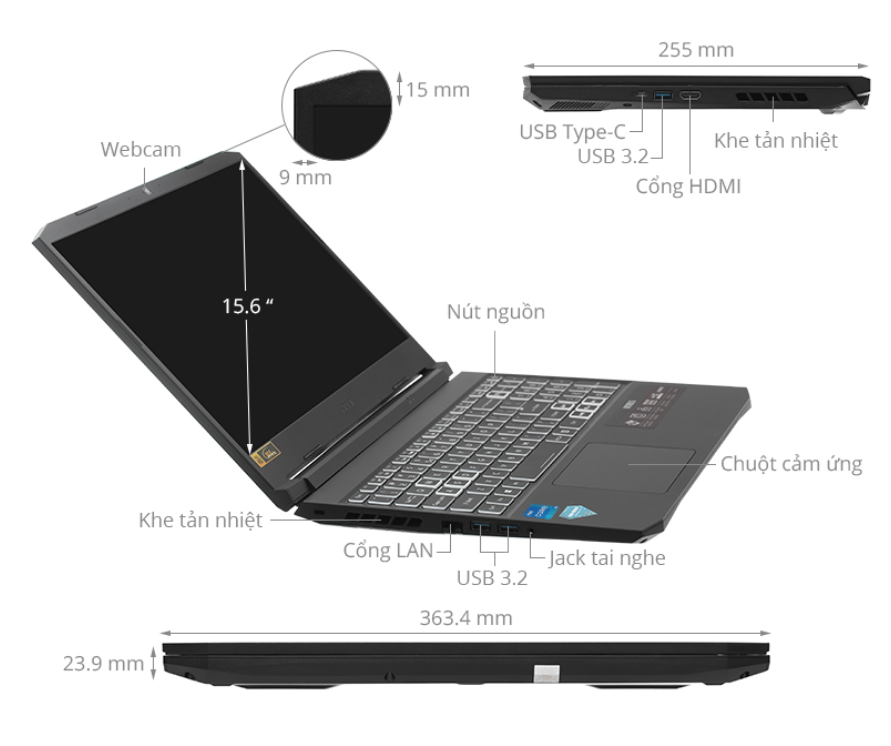 255 mm
15 mm
USB Type-C
USB 3.2
Khe tản nhiệt
Cổng HDMI
Webcam
9 mm
15.6 “
Nút nguồn
Chuột cảm ứng
Khe tản nhiệt
Cổng LAN
USB 3.2
Jack tai nghe
363.4 mm
23.9 mm